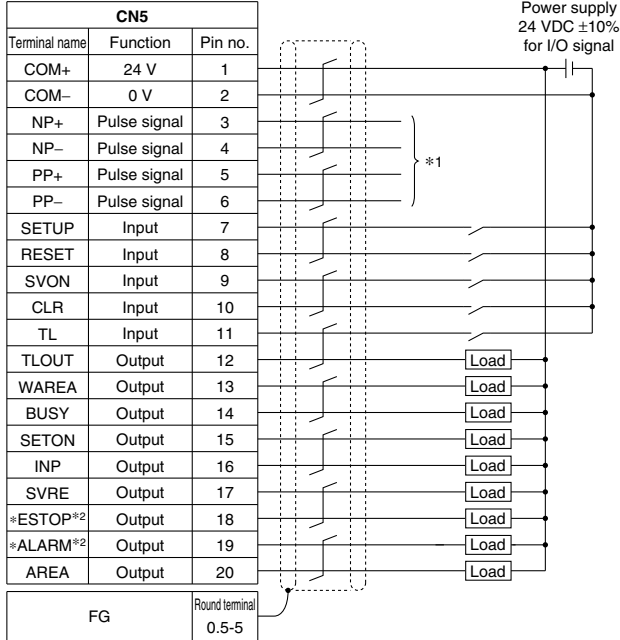 Power supply
24 VDC ±10%
for I/O signal
CN5
Terminal name Function Pin no.
COM+ 24 V 1
COM− 0 V 2
NP+ Pulse signal 3
NP− Pulse signal 4
PP+ Pulse signal 5
PP− Pulse signal 6
*1
SETUP Input 7
RESET Input 8
SVON Input 9
CLR Input 10
TL Input 11
TLOUT Output 12 Load
WAREA Output 13 Load
BUSY Output 14 Load
SETON Output 15 Load
INP Output 16 Load
SVRE Output 17 Load
*ESTOP*2 Output 18 Load
*ALARM*2 Output 19 Load
AREA Output 20 Load
FG Round terminal
0.5-5